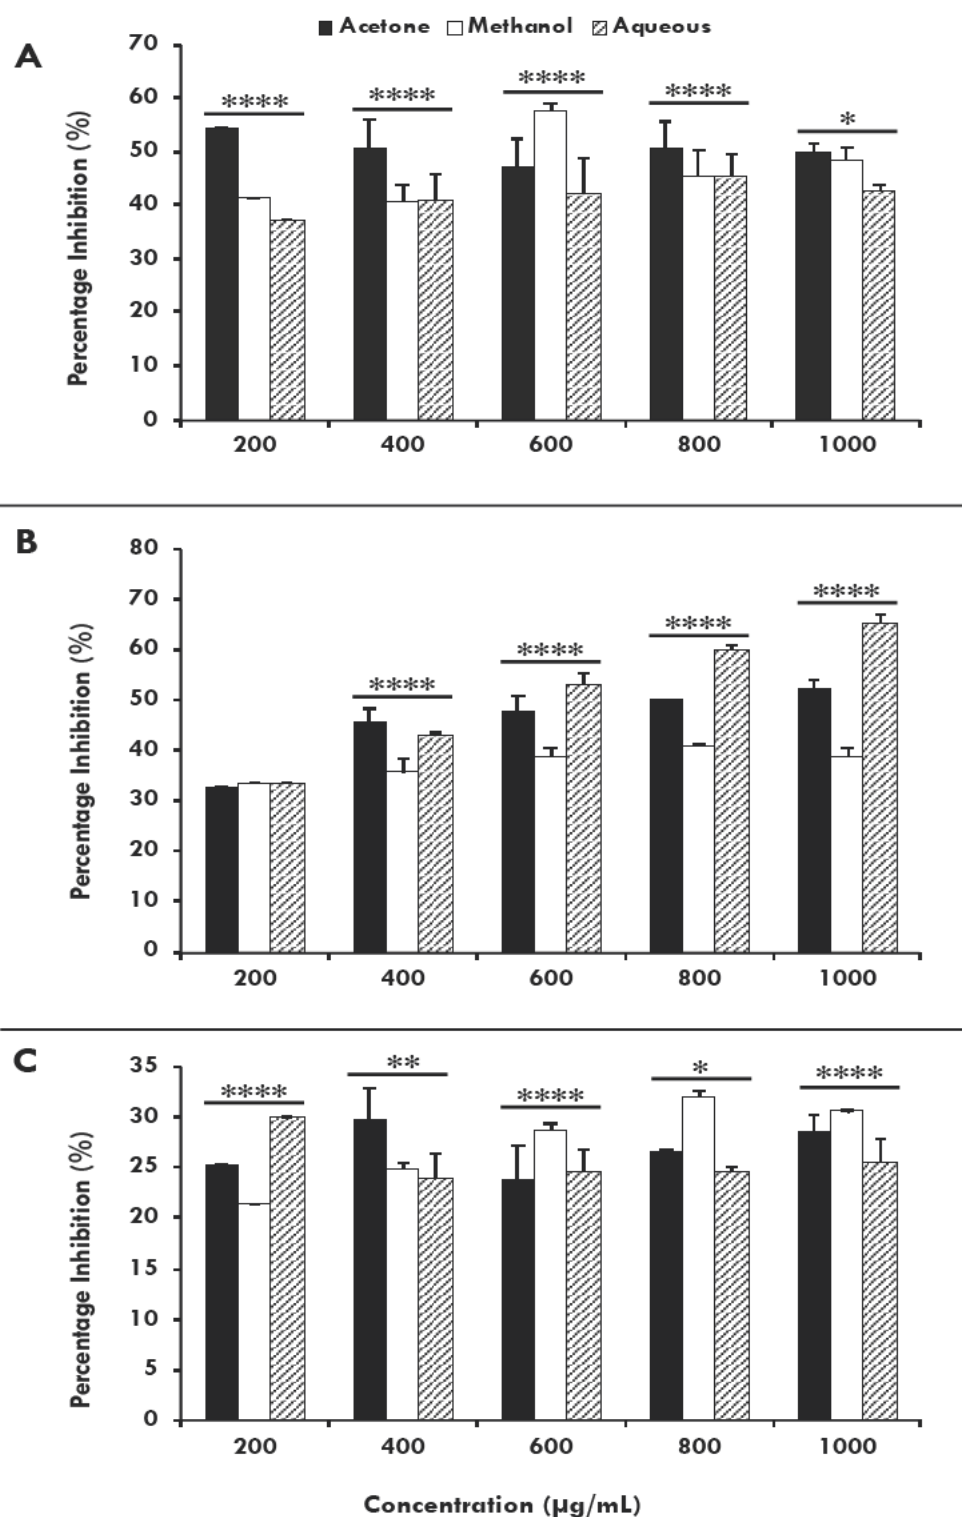 Acetone Methanol Aqueous
A
Percentage Inhibition (%)
70
60
50
40
30
20
10
0
**** **** **** **** *
200 400 600 800 1000
B
Percentage Inhibition (%)
80
70
60
50
40
30
20
10
0
**** **** **** ****
200 400 600 800 1000
C
Percentage Inhibition (%)
35
30
25
20
15
10
5
0
**** ** **** * ****
200 400 600 800 1000
Concentration (µg/mL)